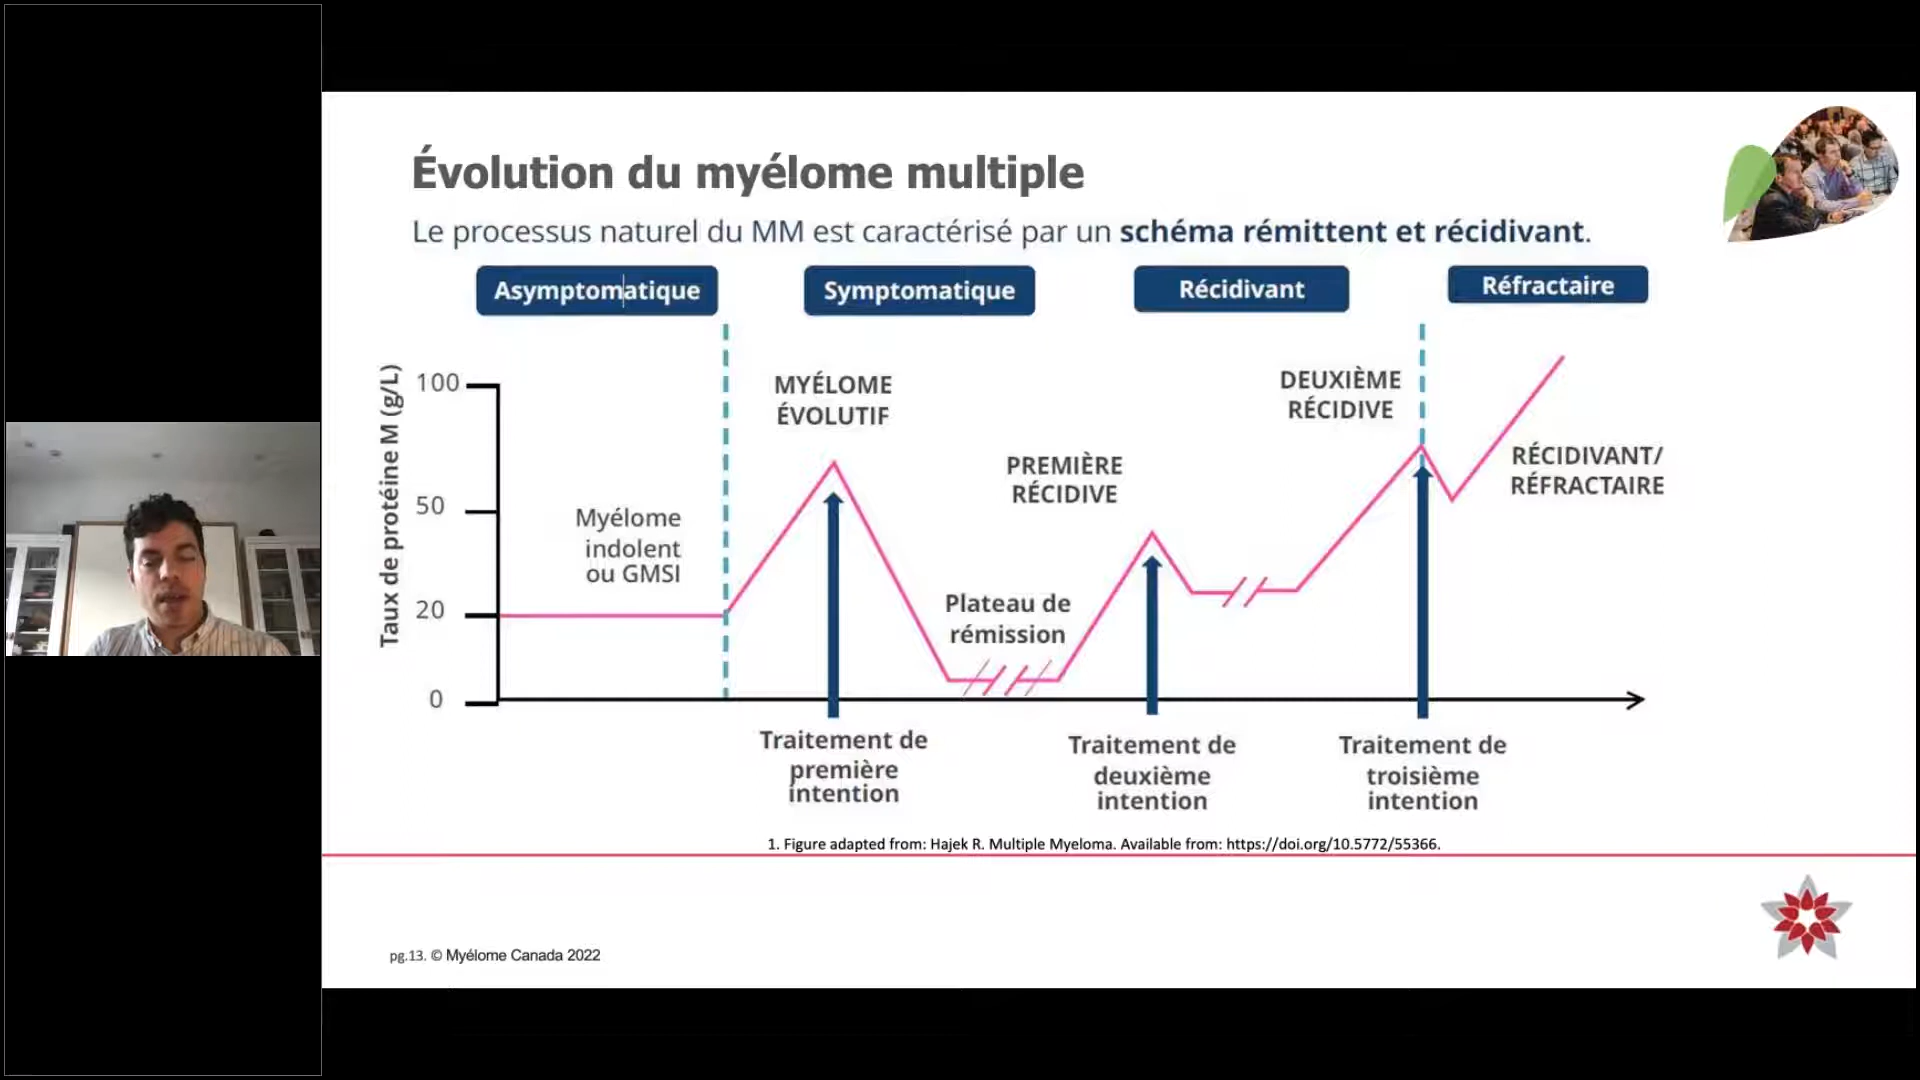 Évolution du myélome multiple
Le processus naturel du MM est caractérisé par un schéma rémittent et récidivant.
Asymptomatique
Symptomatique
Récidivant
Réfractaire
Taux de protéine M (g/L)
100
50
20
0
Myélome
indolent
ou GMSI
MYÉLOME
ÉVOLUTIF
Plateau de
rémission
PREMIÈRE
RÉCIDIVE
DEUXIÈME
RÉCIDIVE
RÉCIDIVANT/
RÉFRACTAIRE
Traitement de
première
intention
Traitement de
deuxième
intention
Traitement de
troisième
intention
1. Figure adapted from: Hajek R. Multiple Myeloma. Available from: https://doi.org/10.5772/55366.
pg.13. © Myélome Canada 2022